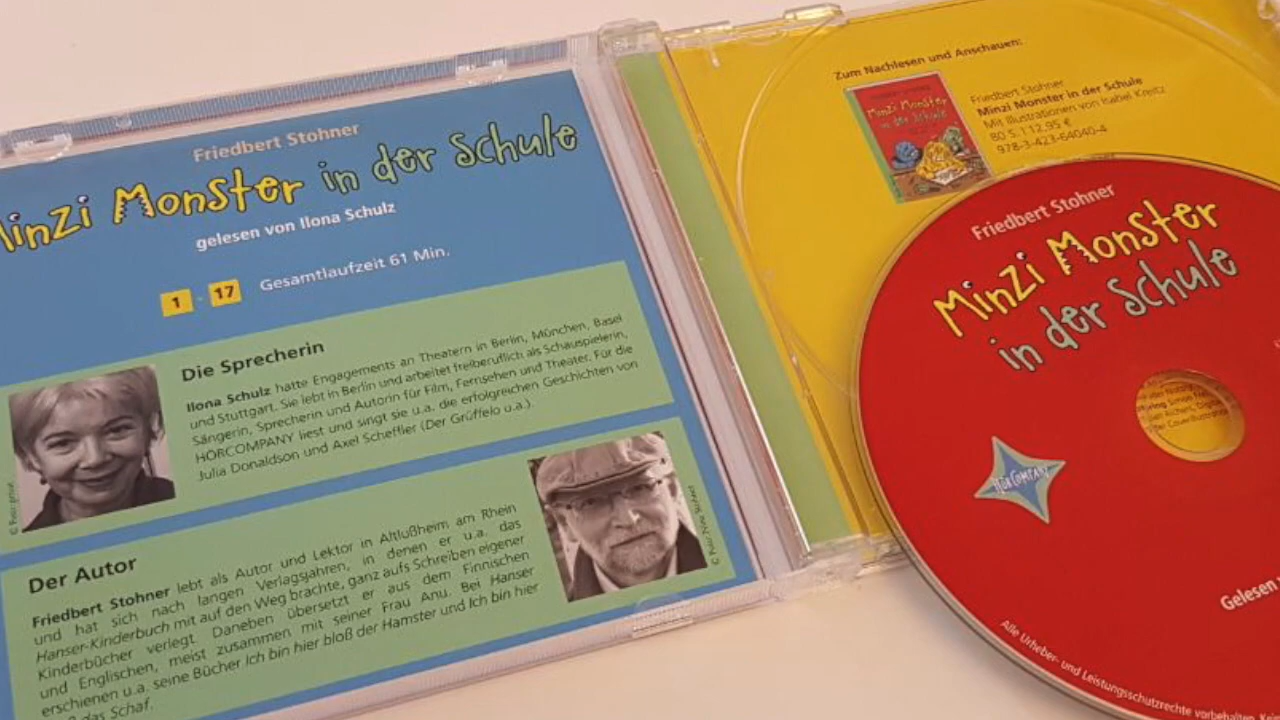 Friedbert Stohner
Minzi Monster in der Schule
gelesen von Ilona Schulz
1 - 17 Gesamtlaufzeit 61 Min.
Die Sprecherin
Ilona Schulz hatte Engagements an Theatern in Berlin, München, Basel
und Stuttgart. Sie lebt in Berlin und arbeitet freiberuflich als Schauspielerin,
Sängerin, Sprecherin und Autorin für Film, Fernsehen und Theater. Für die
HÖRCOMPANY liest und singt sie u.a. die erfolgreichen Geschichten von
Julia Donaldson und Axel Scheffler (Der Grüffelo u.a.).
© Foto: privat
Der Autor
Friedbert Stohner lebt als Autor und Lektor in Altlußheim am Rhein
und hat sich nach langen Verlagsjahren, in denen er u.a. das
Hanser-Kinderbuch mit auf den Weg brachte, ganz aufs Schreiben eigener
Kinderbücher verlegt. Daneben übersetzt er aus dem Finnischen
und Englischen, meist zusammen mit seiner Frau Anu. Bei Hanser
erschienen u.a. seine Bücher Ich bin hier bloß der Hamster und Ich bin hier
das Schaf.
Zum Nachlesen und Anschauen:
Friedbert Stohner
Minzi Monster in der Schule
Mit Illustrationen von Isabel Kreitz
80 S. | 12,95 €
978-3-423-64040-4
Minzi Monster
in der Schule
Friedbert Stohner
Minzi Monster
in der Schule
HÖRCOMPANY
Gelesen
Alle Urheber- und Leistungsschutzrechte vorbehalten.